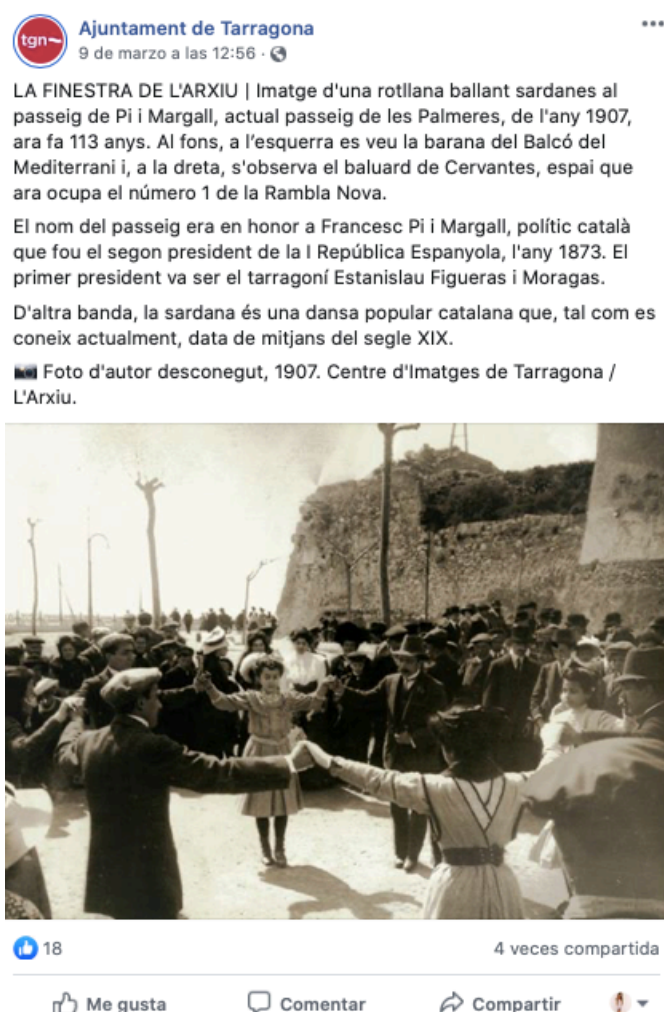 tgn~
Ajuntament de Tarragona
9 de marzo a las 12:56 ·
LA FINESTRA DE L'ARXIU | Imatge d'una rotllana ballant sardanes al
passeig de Pi i Margall, actual passeig de les Palmeres, de l'any 1907,
ara fa 113 anys. Al fons, a l’esquerra es veu la barana del Balcó del
Mediterrani i, a la dreta, s'observa el baluard de Cervantes, espai que
ara ocupa el número 1 de la Rambla Nova.
El nom del passeig era en honor a Francesc Pi i Margall, polític català
que fou el segon president de la I República Espanyola, l'any 1873. El
primer president va ser el tarragoní Estanislau Figueras i Moragas.
D'altra banda, la sardana és una dansa popular catalana que, tal com es
coneix actualment, data de mitjans del segle XIX.
📷 Foto d'autor desconegut, 1907. Centre d'Imatges de Tarragona /
L'Arxiu.
18
4 veces compartida
Me gusta
Comentar
Compartir